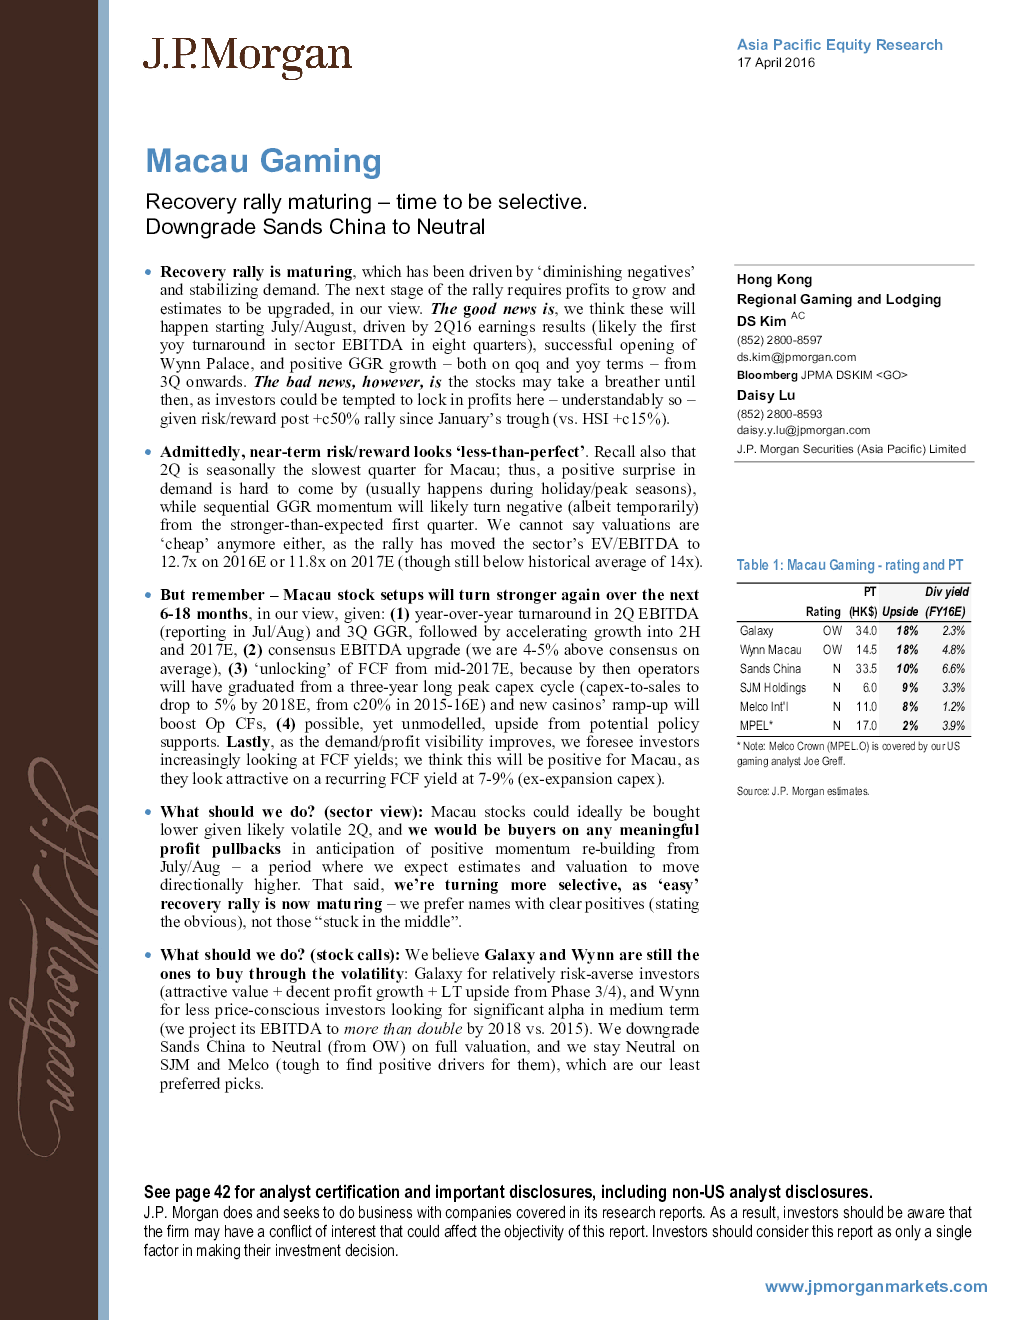 J.P.Morgan
Asia Pacific Equity Research
17 April 2016
Macau Gaming
Recovery rally maturing – time to be selective.
Downgrade Sands China to Neutral
• Recovery rally is maturing, which has been driven by ‘diminishing negatives’
and stabilizing demand. The next stage of the rally requires profits to grow and
estimates to be upgraded, in our view. The good news is, we think these will
happen starting July/August, driven by 2Q16 earnings results (likely the first
yoy turnaround in sector EBITDA in eight quarters), successful opening of
Wynn Palace, and positive GGR growth – both on qoq and yoy terms – from
3Q onwards. The bad news, however, is the stocks may take a breather until
then, as investors could be tempted to lock in profits here – understandably so –
given risk/reward post +c50% rally since January’s trough (vs. HSI +c15%).
• Admittedly, near-term risk/reward looks ‘less-than-perfect’. Recall also that
2Q is seasonally the slowest quarter for Macau; thus, a positive surprise in
demand is hard to come by (usually happens during holiday/peak seasons),
while sequential GGR momentum will likely turn negative (albeit temporarily)
from the stronger-than-expected first quarter. We cannot say valuations are
‘cheap’ anymore either, as the rally has moved the sector’s EV/EBITDA to
12.7x on 2016E or 11.8x on 2017E (though still below historical average of 14x).
• But remember – Macau stock setups will turn stronger again over the next
6-18 months, in our view, given: (1) year-over-year turnaround in 2Q EBITDA
(reporting in Jul/Aug) and 3Q GGR, followed by accelerating growth into 2H
and 2017E, (2) consensus EBITDA upgrade (we are 4-5% above consensus on
average), (3) ‘unlocking’ of FCF from mid-2017E, because by then operators
will have graduated from a three-year long peak capex cycle (capex-to-sales to
drop to 5% by 2018E, from c20% in 2015-16E) and new casinos’ ramp-up will
boost Op CFs, (4) possible, yet unmodelled, upside from potential policy
supports. Lastly, as the demand/profit visibility improves, we foresee investors
increasingly looking at FCF yields; we think this will be positive for Macau, as
they look attractive on a recurring FCF yield at 7-9% (ex-expansion capex).
• What should we do? (sector view): Macau stocks could ideally be bought
lower given likely volatile 2Q, and we would be buyers on any meaningful
profit pullbacks in anticipation of positive momentum re-building from
July/Aug – a period where we expect estimates and valuation to move
directionally higher. That said, we’re turning more selective, as ‘easy’
recovery rally is now maturing – we prefer names with clear positives (stating
the obvious), not those “stuck in the middle”.
• What should we do? (stock calls): We believe Galaxy and Wynn are still the
ones to buy through the volatility: Galaxy for relatively risk-averse investors
(attractive value + decent profit growth + LT upside from Phase 3/4), and Wynn
for less price-conscious investors looking for significant alpha in medium term
(we project its EBITDA to more than double by 2018 vs. 2015). We downgrade
Sands China to Neutral (from OW) on full valuation, and we stay Neutral on
SJM and Melco (tough to find positive drivers for them), which are our least
preferred picks.
Hong Kong
Regional Gaming and Lodging
DS Kim AC
(852) 2800-8597
ds.kim@jpmorgan.com
Bloomberg JPMA DSKIM <GO>
Daisy Lu
(852) 2800-8593
daisy.y.lu@jpmorgan.com
J.P. Morgan Securities (Asia Pacific) Limited
Table 1: Macau Gaming - rating and PT
PT Div yield
Rating (HK$) Upside (FY16E)
Galaxy OW 34.0 18% 2.3%
Wynn Macau OW 14.5 18% 4.8%
Sands China N 33.5 10% 6.6%
SJM Holdings N 6.0 9% 3.3%
Melco Int'l N 11.0 8% 1.2%
MPEL* N 17.0 2% 3.9%
* Note: Melco Crown (MPEL.O) is covered by our US
gaming analyst Joe Greff.
Source: J.P. Morgan estimates.
J.P.Morgan
See page 42 for analyst certification and important disclosures, including non-US analyst disclosures.
J.P. Morgan does and seeks to do business with companies covered in its research reports. As a result, investors should be aware that
the firm may have a conflict of interest that could affect the objectivity of this report. Investors should consider this report as only a single
factor in making their investment decision.
www.jpmorganmarkets.com